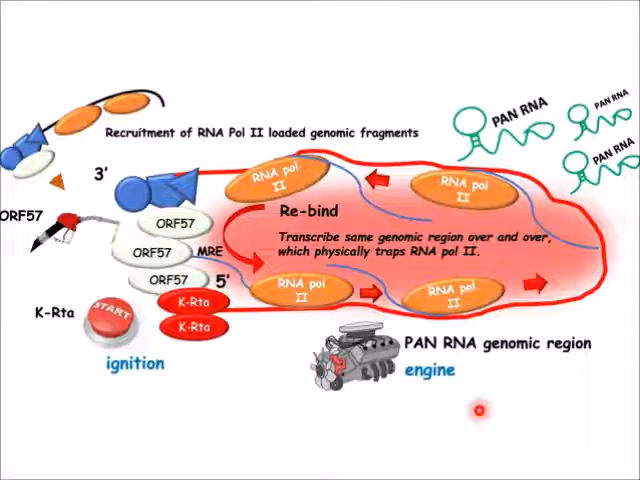 PAN RNA
PAN RNA
PAN RNA
Recruitment of RNA Pol II loaded genomic fragments
3'
RNA pol
II
RNA pol
II
ORF57
ORF57
Re-bind
Transcribe same genomic region over and over,
which physically traps RNA pol II.
ORF57
MRE
ORF57
5'
RNA pol
II
RNA pol
II
K-Rta
K-Rta
START
K-Rta
PAN RNA genomic region
ignition
engine